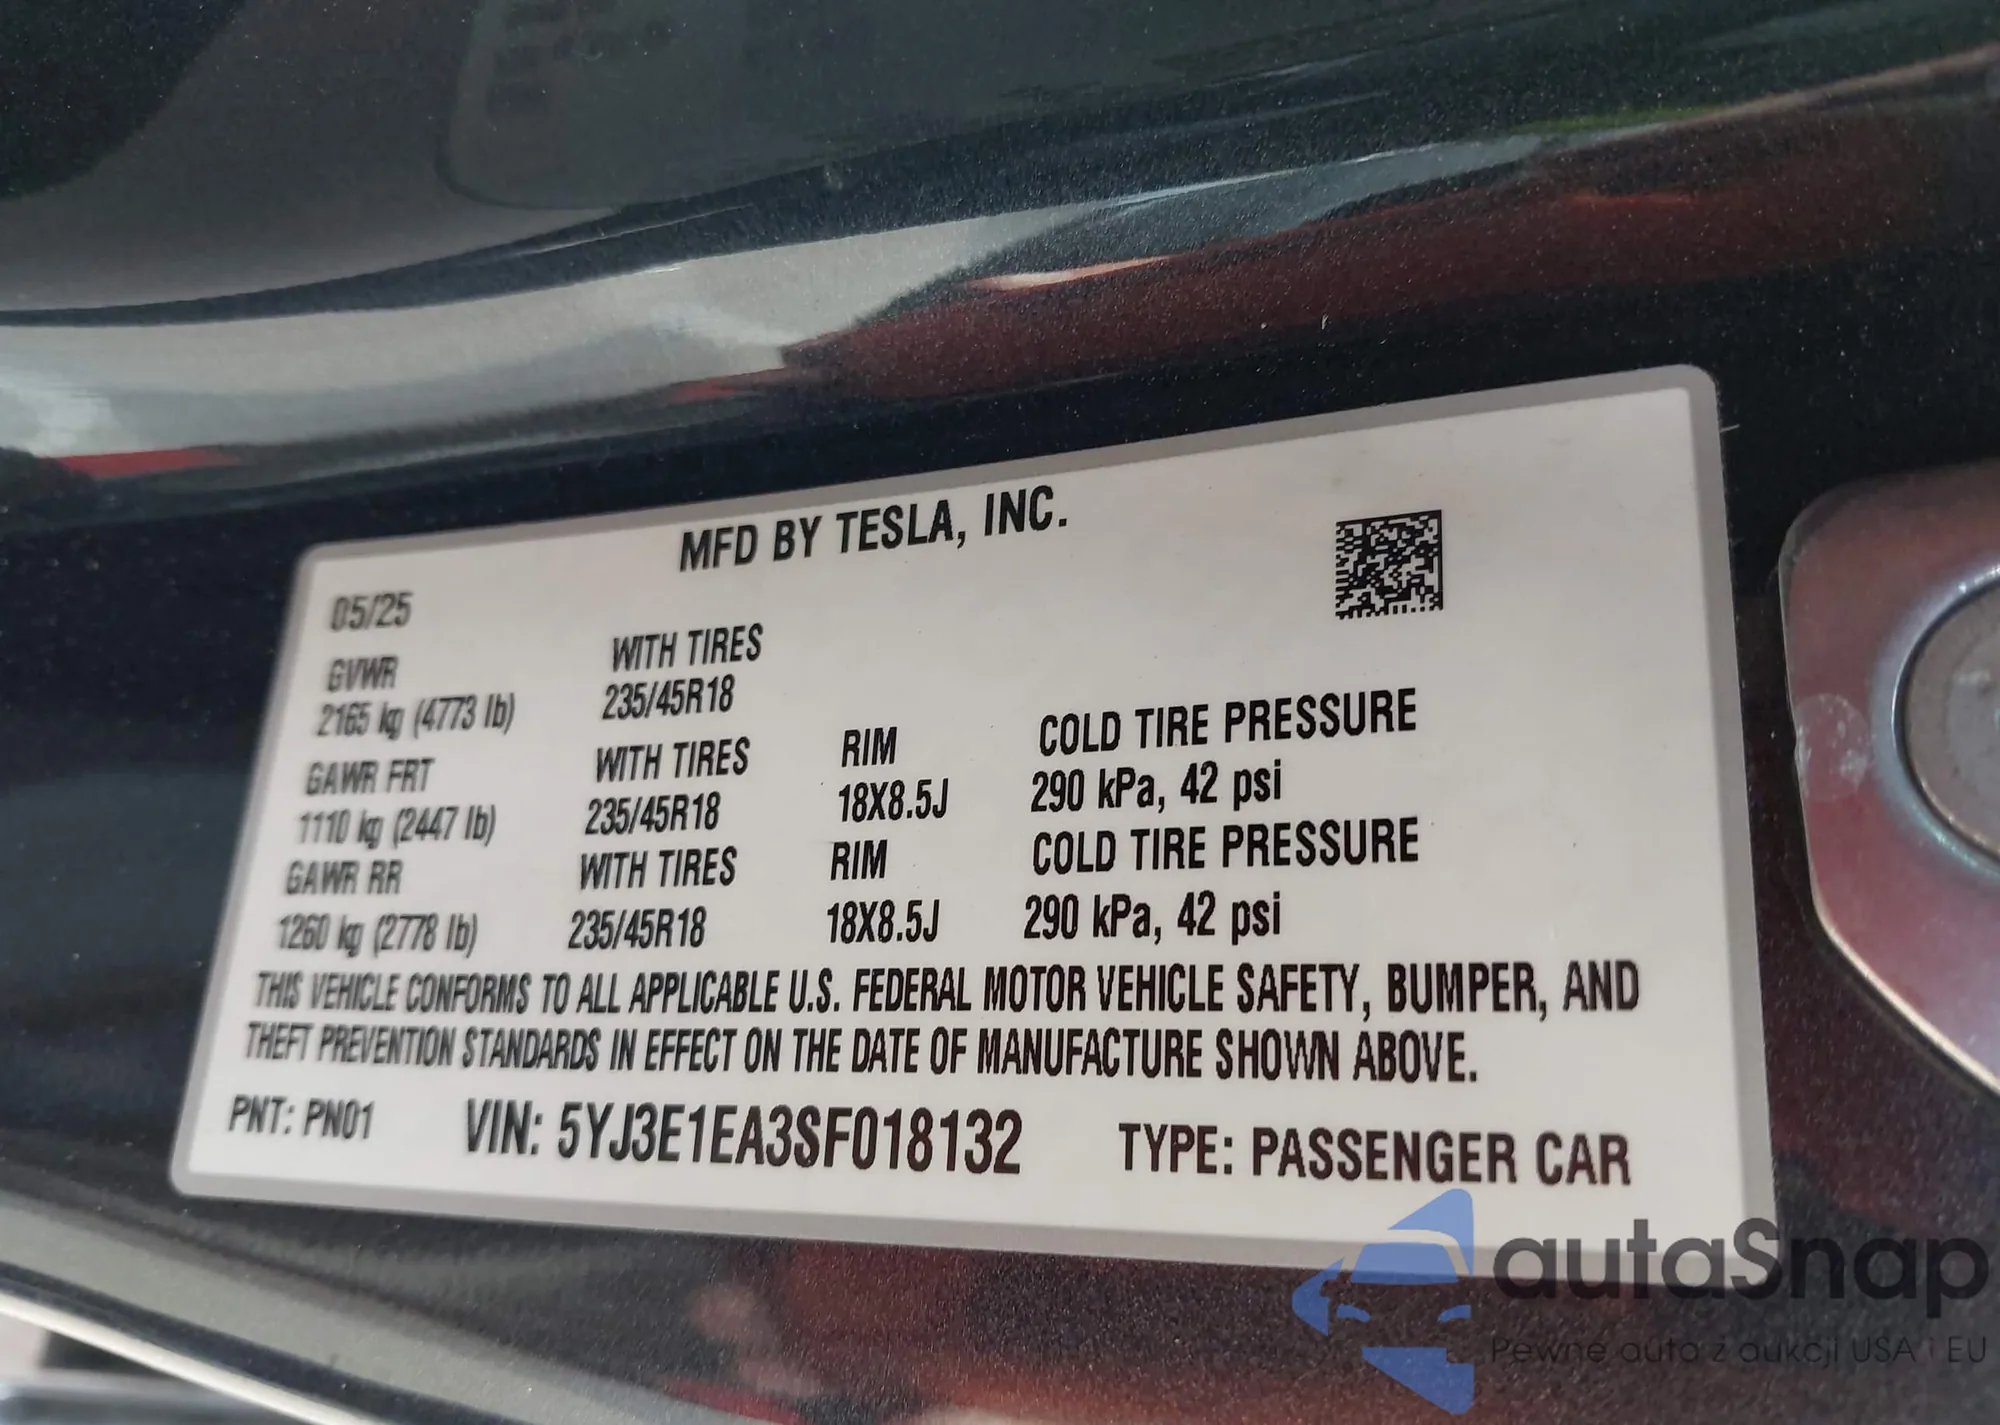 MFD BY TESLA, INC.
05/25
GVWR WITH TIRES
2165 kg (4773 lb) 235/45R18
GAWR FRT WITH TIRES RIM COLD TIRE PRESSURE
1110 kg (2447 lb) 235/45R18 18X8.5J 290 kPa, 42 psi
GAWR RR WITH TIRES RIM COLD TIRE PRESSURE
1260 kg (2778 lb) 235/45R18 18X8.5J 290 kPa, 42 psi
THIS VEHICLE CONFORMS TO ALL APPLICABLE U.S. FEDERAL MOTOR VEHICLE SAFETY, BUMPER, AND
THEFT PREVENTION STANDARDS IN EFFECT ON THE DATE OF MANUFACTURE SHOWN ABOVE.
PNT: PN01 VIN: 5YJ3E1EA3SF018132 TYPE: PASSENGER CAR
autaSnap
Pewne auta z aukcji USA i EU